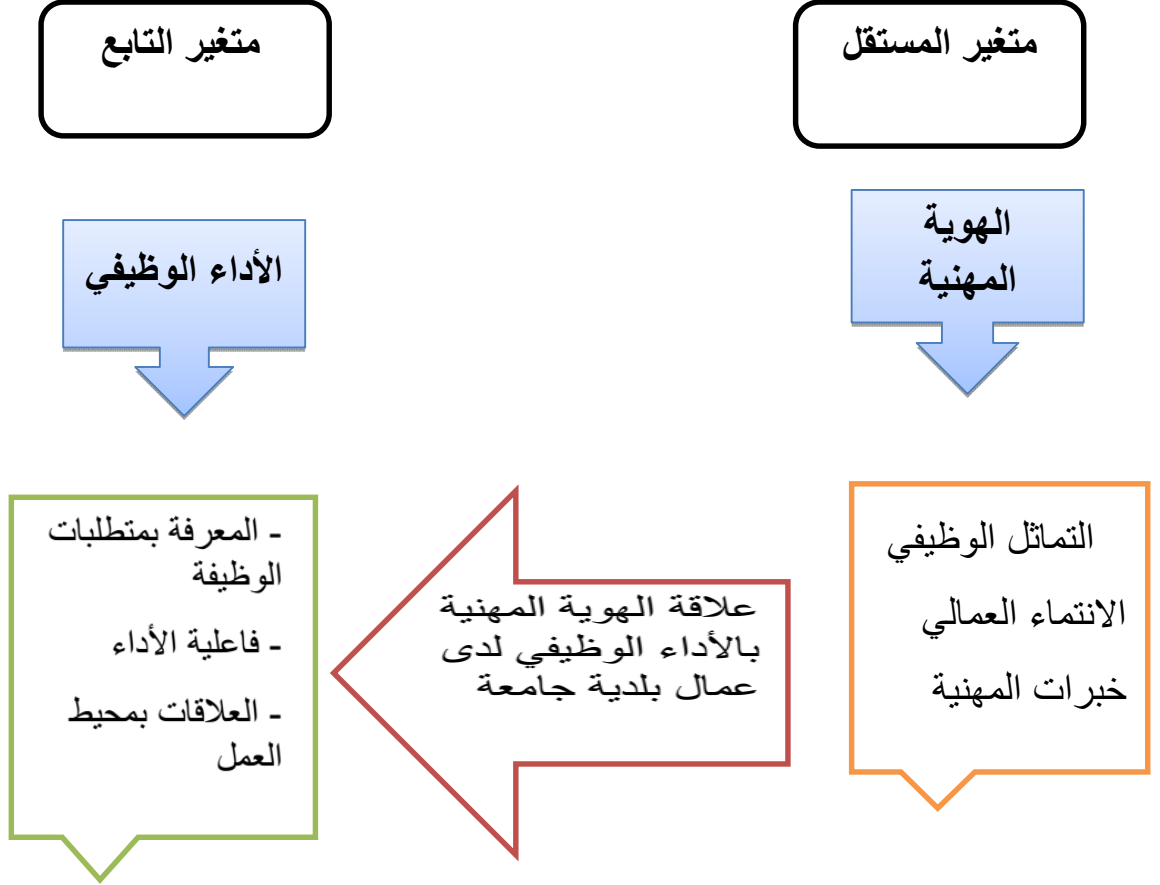 متغير المستقل
متغير التابع
الهوية
المهنية
الأداء الوظيفي
التماثل الوظيفي
الانتماء العمالي
خبرات المهنية
علاقة الهوية المهنية
بالأداء الوظيفي لدى
عمال بلدية جامعة
- المعرفة بمتطلبات
الوظيفة
- فاعلية الأداء
- العلاقات بمحيط
العمل